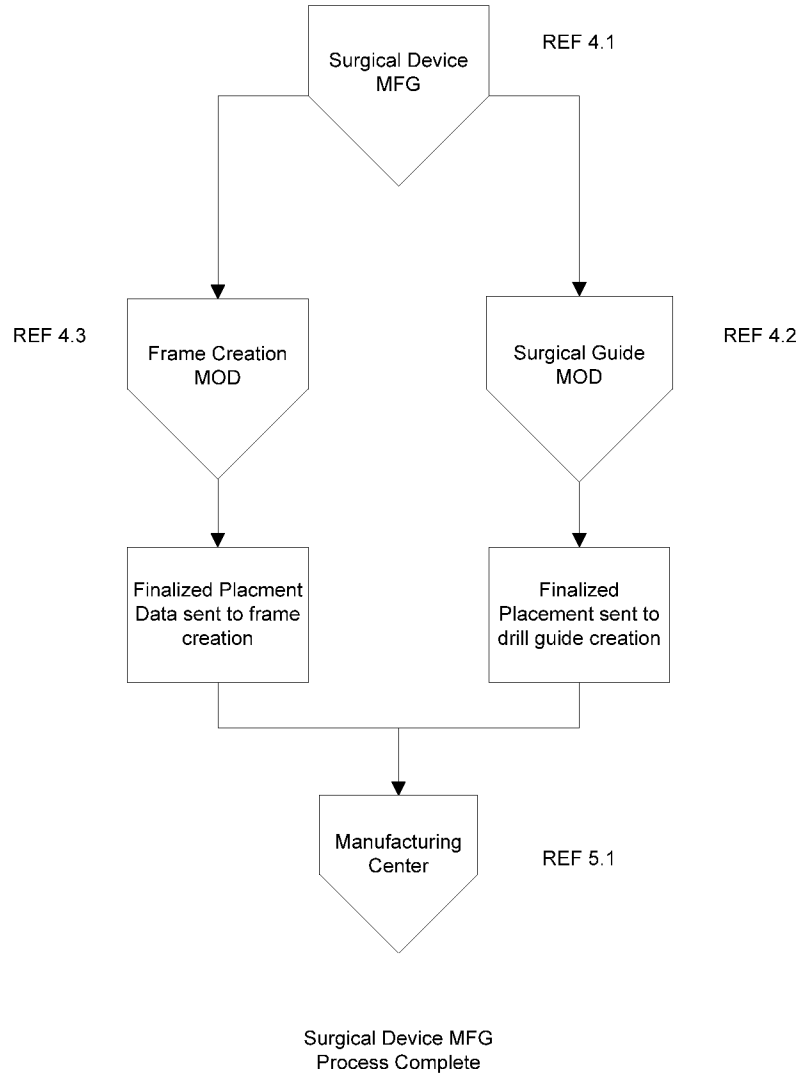 Surgical Device
MFG
REF 4.1
REF 4.3
Frame Creation
MOD
Surgical Guide
MOD
REF 4.2
Finalized Placment
Data sent to frame
creation
Finalized
Placement sent to
drill guide creation
Manufacturing
Center
REF 5.1
Surgical Device MFG
Process Complete